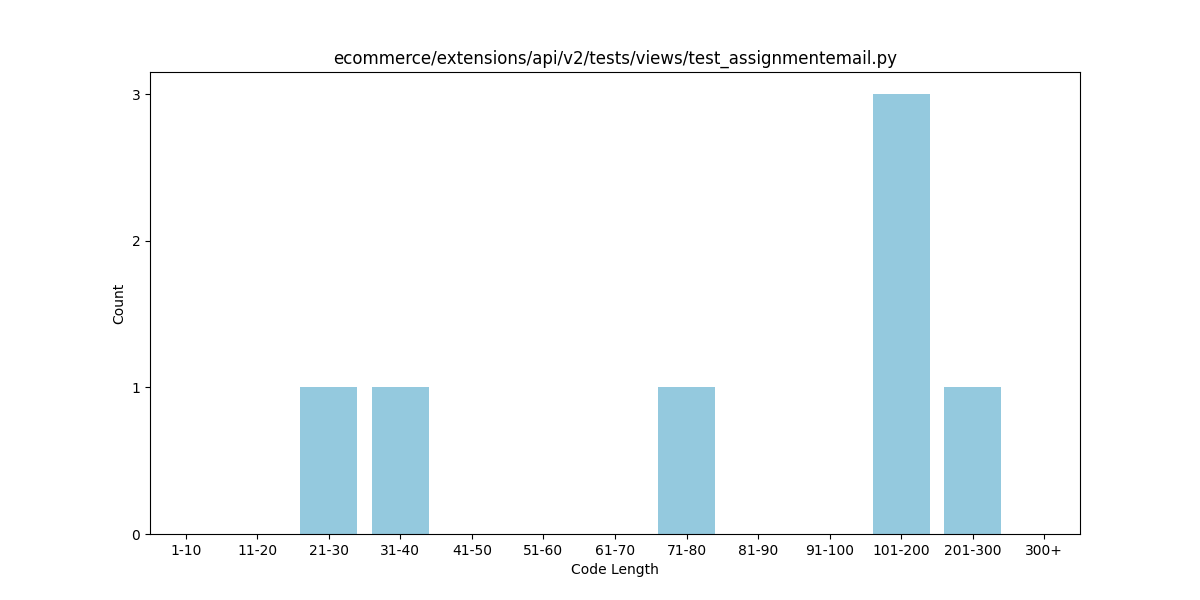 ecommerce/extensions/api/v2/tests/views/test_assignmentemail.py
3
2
1
0
Count
1-10 11-20 21-30 31-40 41-50 51-60 61-70 71-80 81-90 91-100 101-200 201-300 300+
Code Length